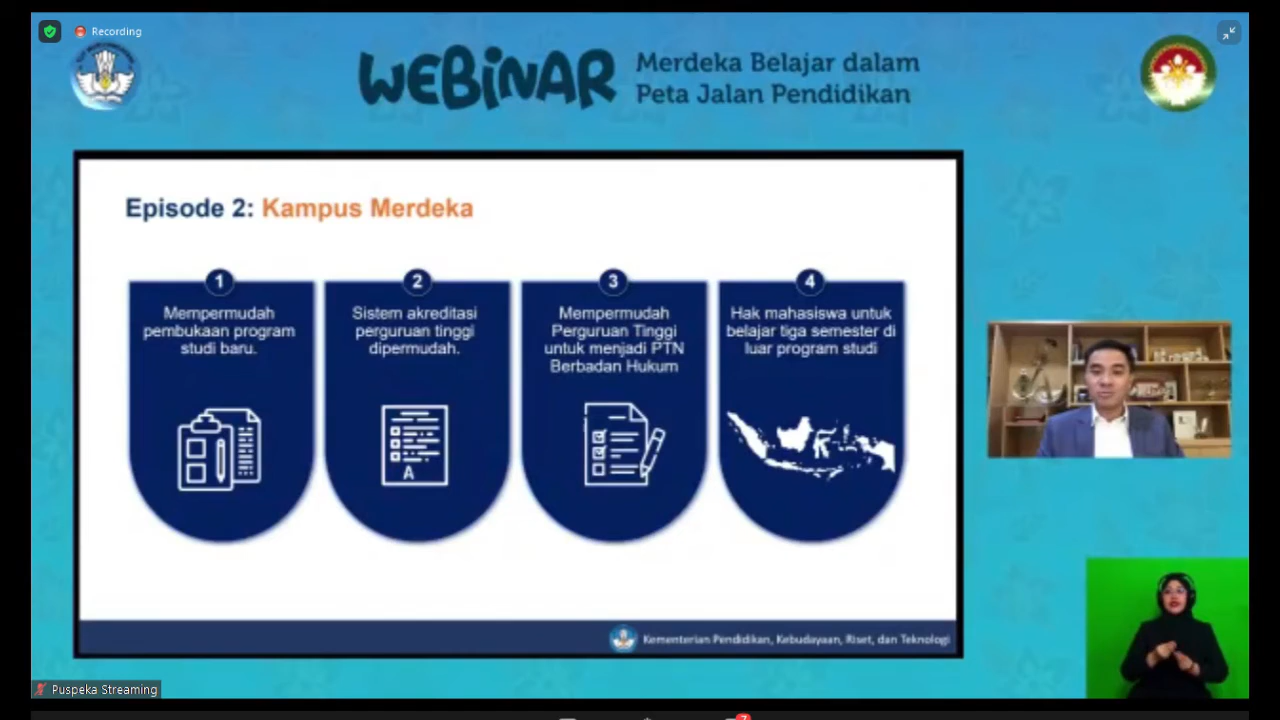 Recording
WEBINAR
Merdeka Belajar dalam
Peta Jalan Pendidikan
Episode 2: Kampus Merdeka
1
Mempermudah
pembukaan program
studi baru.
2
Sistem akreditasi
perguruan tinggi
dipermudah.
A
3
Mempermudah
Perguruan Tinggi
untuk menjadi PTN
Berbadan Hukum
4
Hak mahasiswa untuk
belajar tiga semester di
luar program studi
Kementerian Pendidikan, Kebudayaan, Riset, dan Teknologi
Puspeka Streaming
7